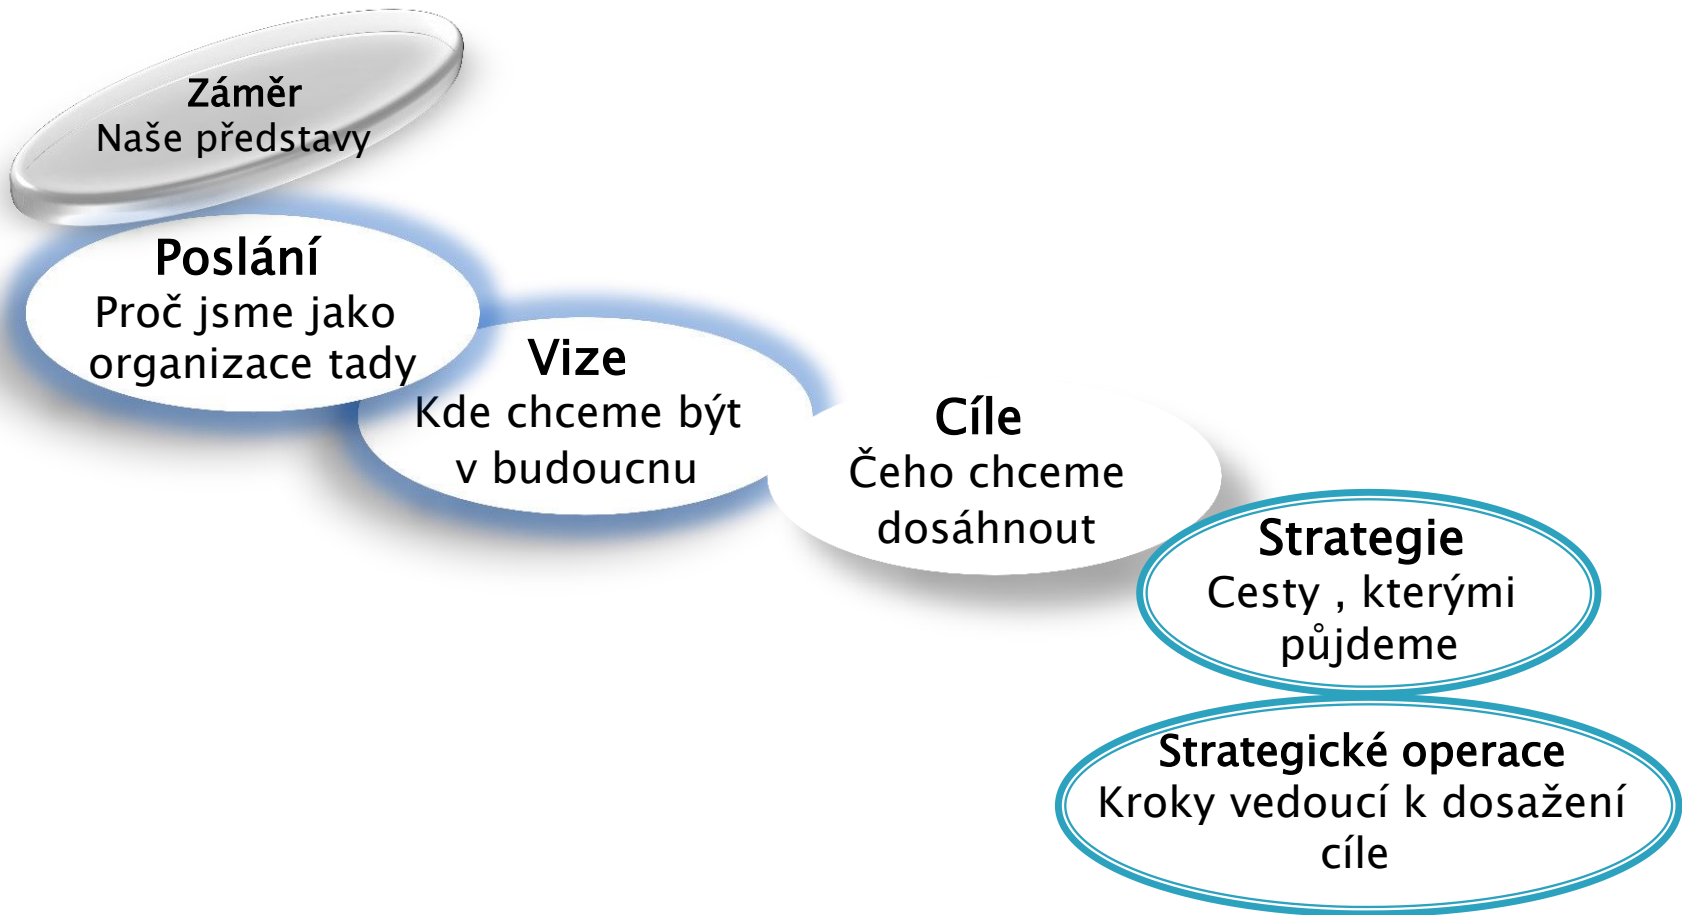 Záměr
Naše představy
Poslání
Proč jsme jako
organizace tady
Vize
Kde chceme být
v budoucnu
Cíle
Čeho chceme
dosáhnout
Strategie
Cesty , kterými
půjdeme
Strategické operace
Kroky vedoucí k dosažení
cíle